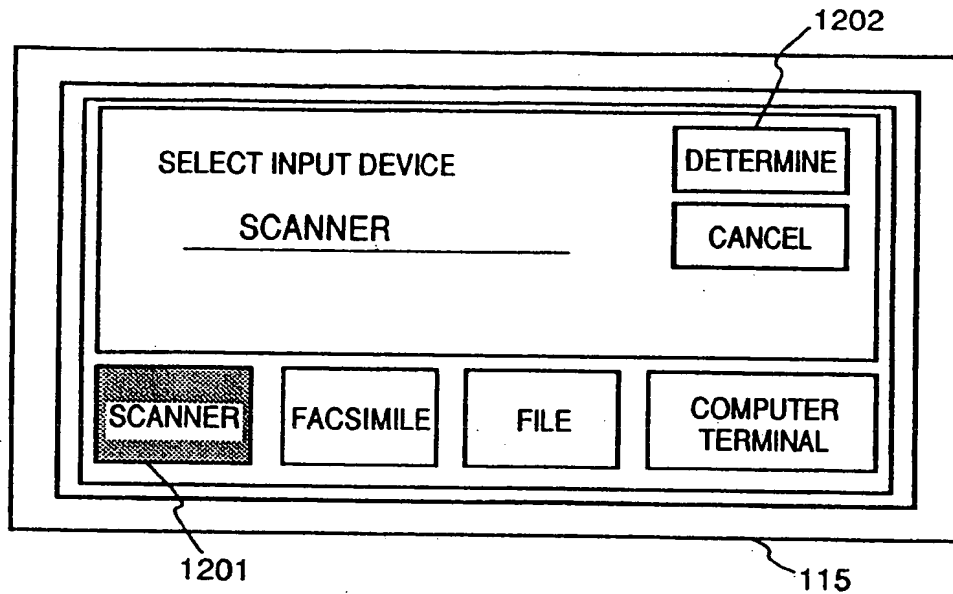 1202
SELECT INPUT DEVICE
DETERMINE
SCANNER
CANCEL
SCANNER
FACSIMILE
FILE
COMPUTER
TERMINAL
1201
115